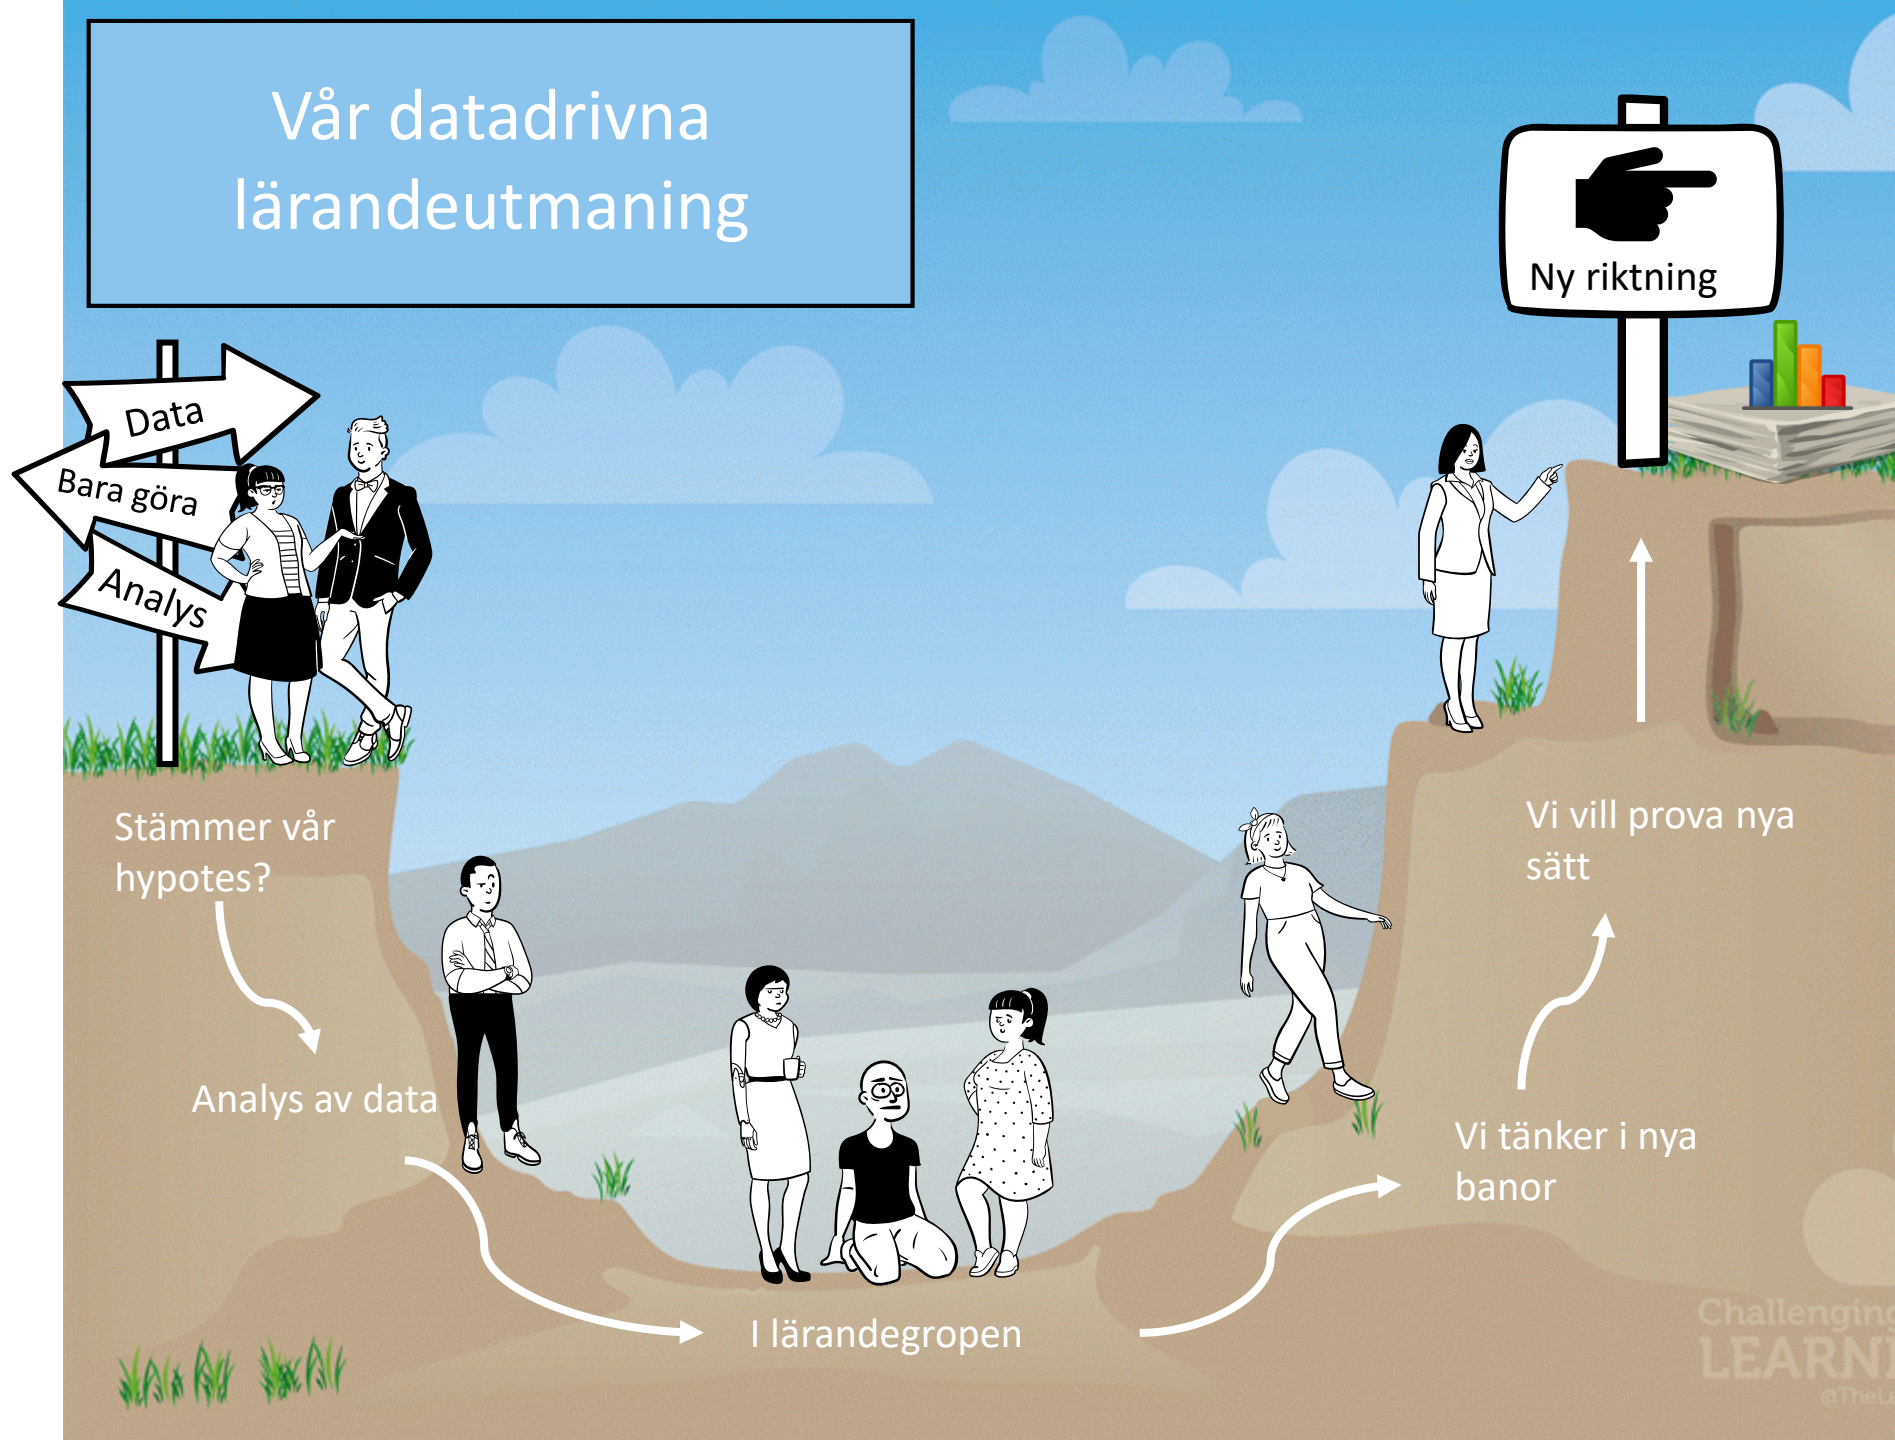 Vår datadrivna
lärandeutmaning
Ny riktning
Data
Bara göra
Analys
Stämmer vår
hypotes?
Analys av data
I lärandegropen
Vi tänker i nya
banor
Vi vill prova nya
sätt
Challenging